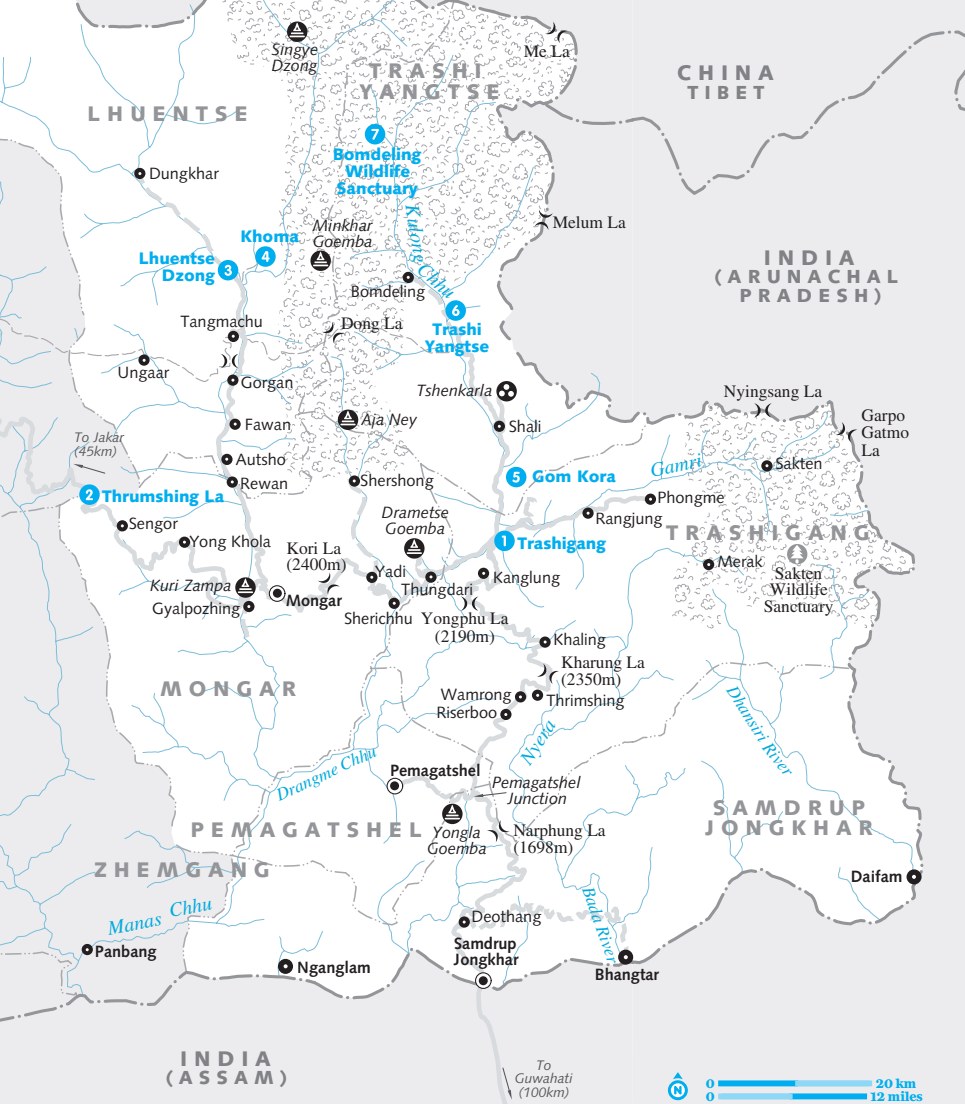 Singye
Dzong
Me La
TRASHI
YANGTSE
CHINA
TIBET
LHUENTSE
7
Bomdeling
Wildlife
Sanctuary
Dungkhar
Kulong Chhu
Melum La
Minkhar
Goemba
Khoma
4
Lhuentse
Dzong
3
INDIA
(ARUNACHAL
PRADESH)
Bomdeling
6
Trashi
Yangtse
Tangmachu
Dong La
Ungaar
Gorgan
Tshenkarla
Nyingsang La
Garpo
Gatmo
La
Fawan
Aja Ney
Shali
To Jakar
(45km)
Autsho
Gamri
Sakten
Rewan
Shershong
5 Gom Kora
2 Thrumshing La
Phongme
Sengor
Drametse
Goemba
Rangjung
TRASHIGANG
Yong Khola
1 Trashigang
Kori La
(2400m)
Merak
Sakten
Wildlife
Sanctuary
Kuri Zampa
Yadi
Thungdari
Kanglung
Gyalpozhing
Mongar
Sherichhu
Yongphu La
(2190m)
Khaling
Kharung La
(2350m)
MONGAR
Wamrong
Thrimshing
Riserboo
Nyera
Dhansiri River
Drangme Chhu
Pemagatshel
Pemagatshel
Junction
SAMDRUP
JONGKHAR
PEMAGATSHEL
Yongla
Goemba
Narphung La
(1698m)
ZHEMGANG
Daifam
Manas Chhu
Bada River
Deothang
Panbang
Samdrup
Jongkhar
Nganglam
Bhangtar
INDIA
(ASSAM)
To
Guwahati
(100km)
N
0 20 km
0 12 miles